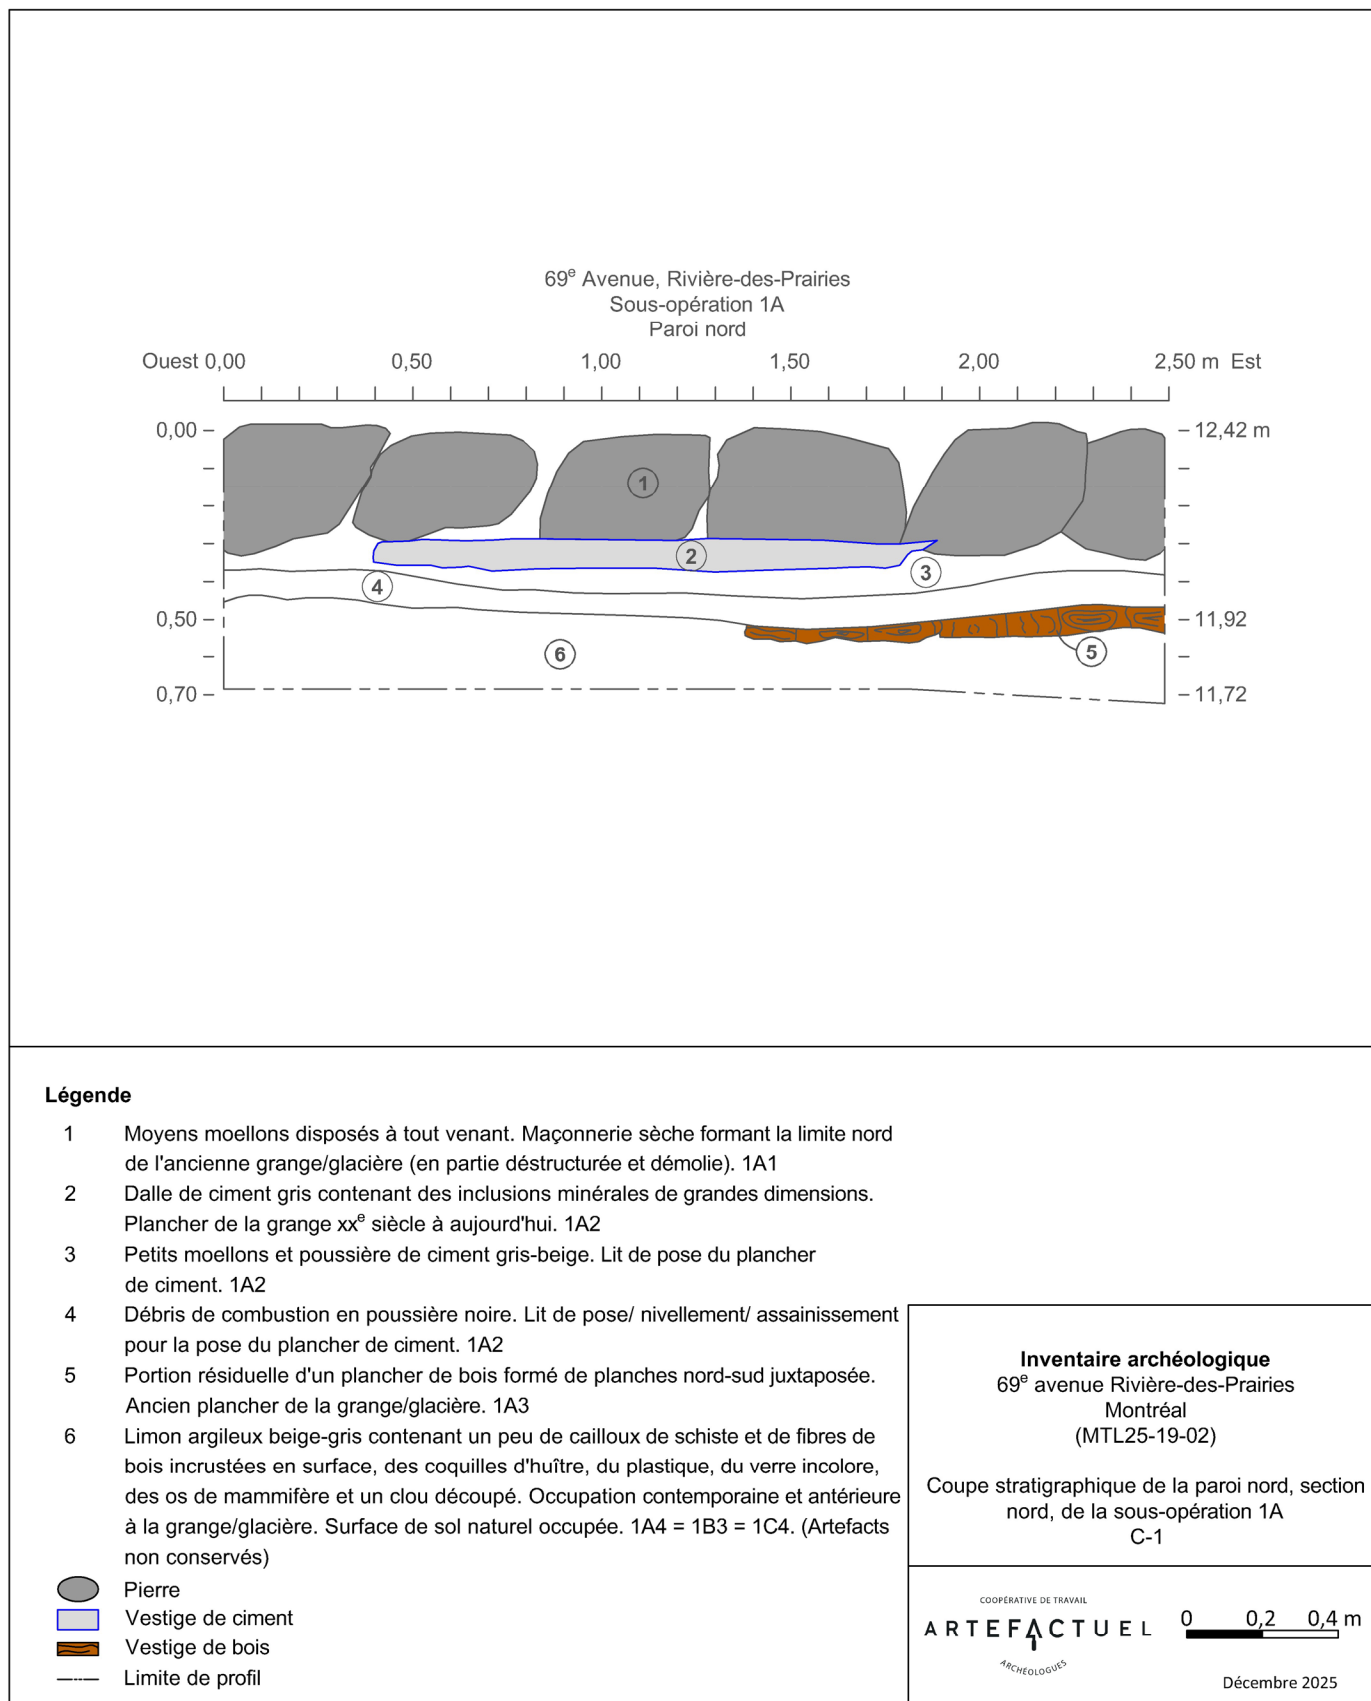 69e Avenue, Rivière-des-Prairies
Sous-opération 1A
Paroi nord
Ouest 0,00 0,50 1,00 1,50 2,00 2,50 m Est
0,00 12,42 m
1
2
3
4
0,50 11,92
5
6
0,70 11,72
Légende
1 Moyens moellons disposés à tout venant. Maçonnerie sèche formant la limite nord
de l'ancienne grange/glacière (en partie déstructurée et démolie). 1A1
2 Dalle de ciment gris contenant des inclusions minérales de grandes dimensions.
Plancher de la grange xxe siècle à aujourd'hui. 1A2
3 Petits moellons et poussière de ciment gris-beige. Lit de pose du plancher
de ciment. 1A2
4 Débris de combustion en poussière noire. Lit de pose/ nivellement/ assainissement
pour la pose du plancher de ciment. 1A2
5 Portion résiduelle d'un plancher de bois formé de planches nord-sud juxtaposée.
Ancien plancher de la grange/glacière. 1A3
6 Limon argileux beige-gris contenant un peu de cailloux de schiste et de fibres de
bois incrustées en surface, des coquilles d'huître, du plastique, du verre incolore,
des os de mammifère et un clou découpé. Occupation contemporaine et antérieure
à la grange/glacière. Surface de sol naturel occupée. 1A4 = 1B3 = 1C4. (Artefacts
non conservés)
Pierre
Vestige de ciment
Vestige de bois
Limite de profil
Inventaire archéologique
69e avenue Rivière-des-Prairies
Montréal
(MTL25-19-02)
Coupe stratigraphique de la paroi nord, section
nord, de la sous-opération 1A
C-1
COOPÉRATIVE DE TRAVAIL
ARTEFACTUEL
ARCHÉOLOGUES
0 0,2 0,4 m
Décembre 2025